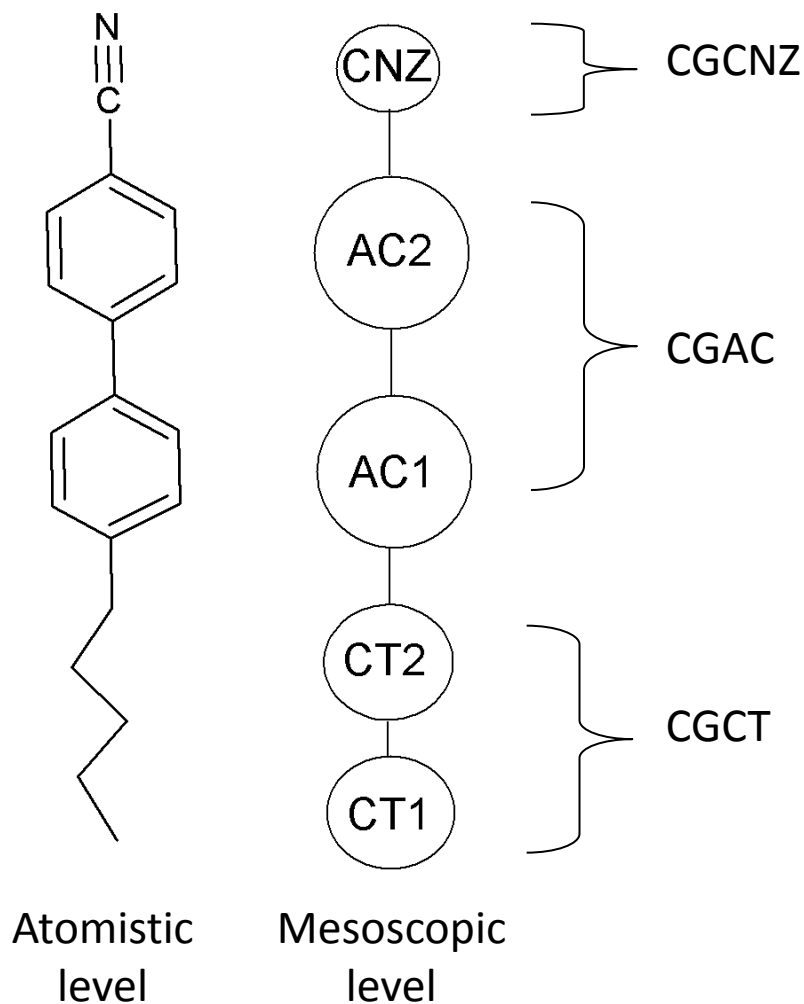 N
C
CNZ
CGCNZ
AC2
CGAC
AC1
CT2
CGCT
CT1
Atomistic
level
Mesoscopic
level